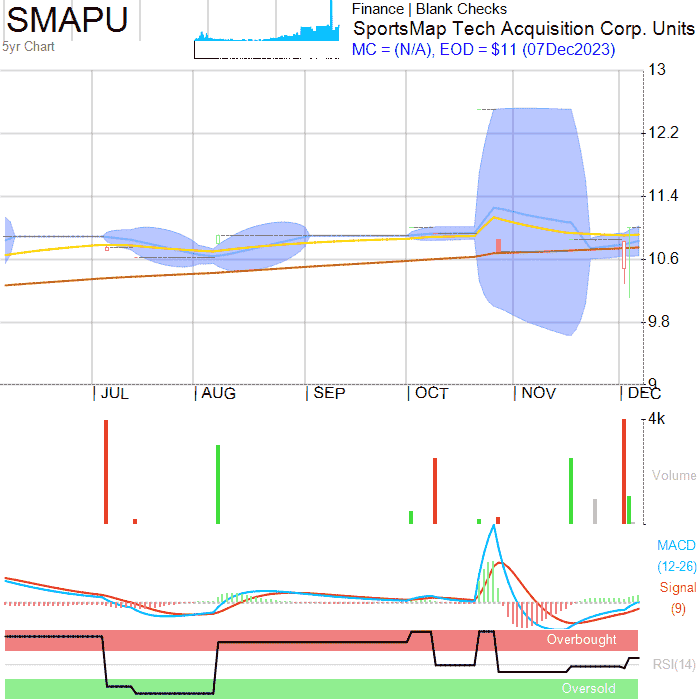 SMAPU
5yr Chart
Finance | Blank Checks
SportsMap Tech Acquisition Corp. Units
MC = (N/A), EOD = $11 (07Dec2023)
13
12.2
11.4
10.6
9.8
9
JUL AUG SEP OCT NOV DEC
4k
Volume
MACD
(12-26)
Signal
(9)
Overbought
RSI(14)
Oversold